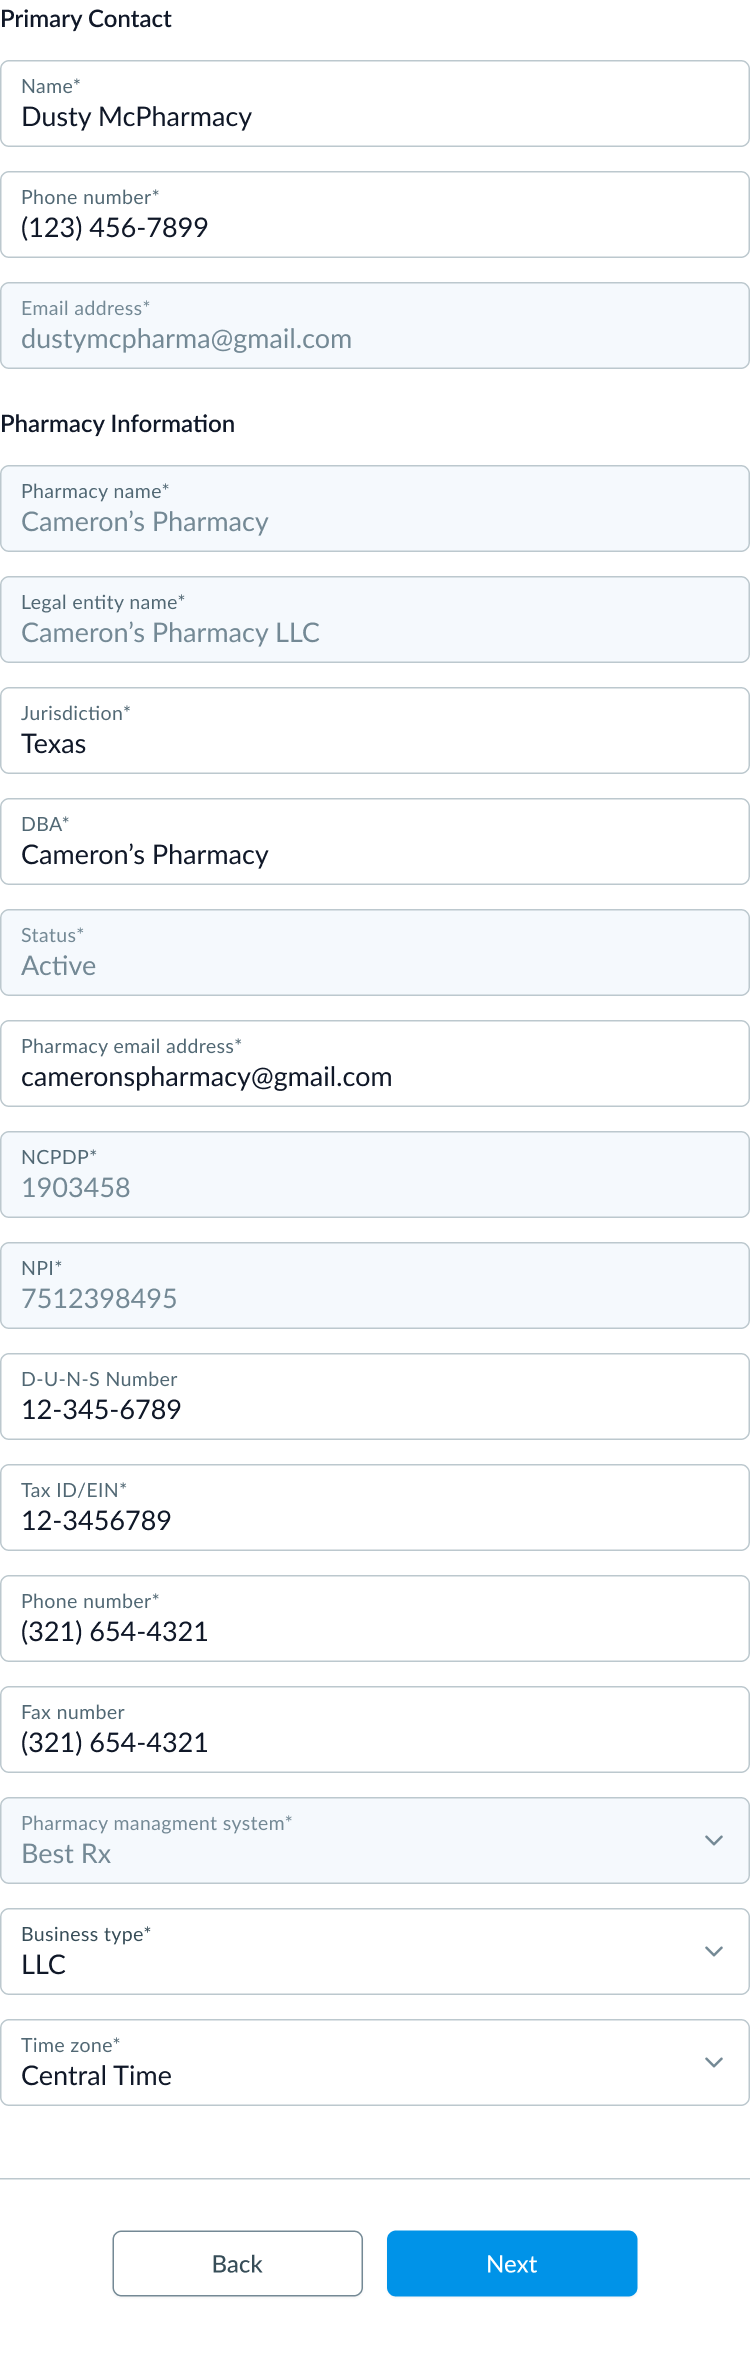 Primary Contact
Name*
Dusty McPharmacy
Phone number*
(123) 456-7899
Email address*
dustymcpharma@gmail.com
Pharmacy Information
Pharmacy name*
Cameron’s Pharmacy
Legal entity name*
Cameron’s Pharmacy LLC
Jurisdiction*
Texas
DBA*
Cameron’s Pharmacy
Status*
Active
Pharmacy email address*
cameronspharmacy@gmail.com
NCPDP*
1903458
NPI*
7512398495
D-U-N-S Number
12-345-6789
Tax ID/EIN*
12-3456789
Phone number*
(321) 654-4321
Fax number
(321) 654-4321
Pharmacy managment system*
Best Rx
Business type*
LLC
Time zone*
Central Time
Back
Next